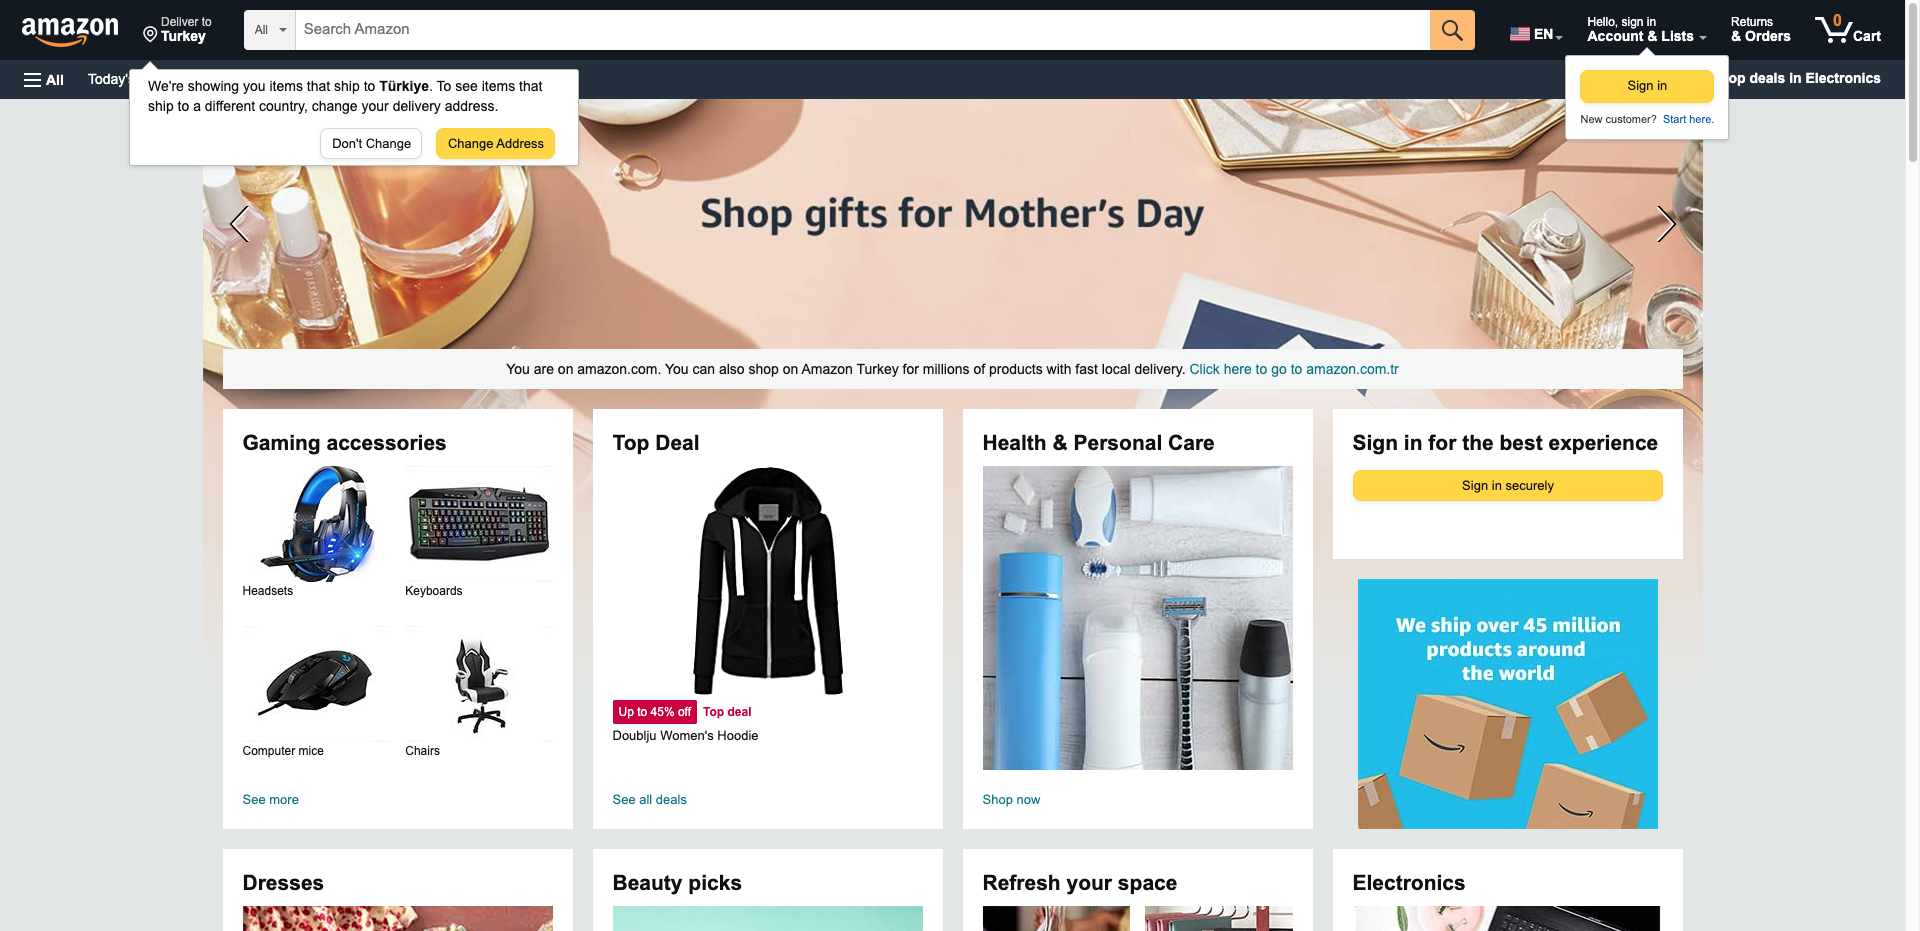 amazon
Deliver to
Turkey
All
Search Amazon
EN
Hello, sign in
Account & Lists
Returns
& Orders
0
Cart
All
Today's
op deals in Electronics
We're showing you items that ship to Türkiye. To see items that
ship to a different country, change your delivery address.
Don't Change
Change Address
Sign in
New customer? Start here.
Shop gifts for Mother's Day
You are on amazon.com. You can also shop on Amazon Turkey for millions of products with fast local delivery. Click here to go to amazon.com.tr
Gaming accessories
Headsets
Keyboards
Computer mice
Chairs
See more
Top Deal
Up to 45% off
Top deal
Doublju Women's Hoodie
See all deals
Health & Personal Care
Shop now
Sign in for the best experience
Sign in securely
We ship over 45 million
products around
the world
Dresses
Beauty picks
Refresh your space
Electronics